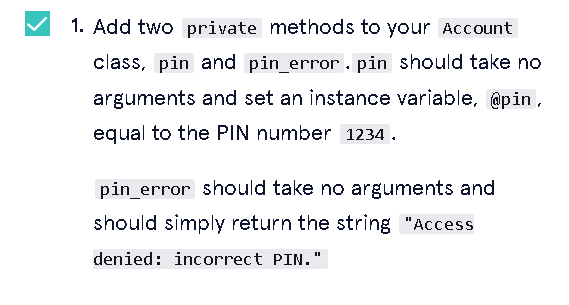 1. Add two private methods to your Account
class, pin and pin_error. pin should take no
arguments and set an instance variable, @pin,
equal to the PIN number 1234.
pin_error should take no arguments and
should simply return the string "Access
denied: incorrect PIN."